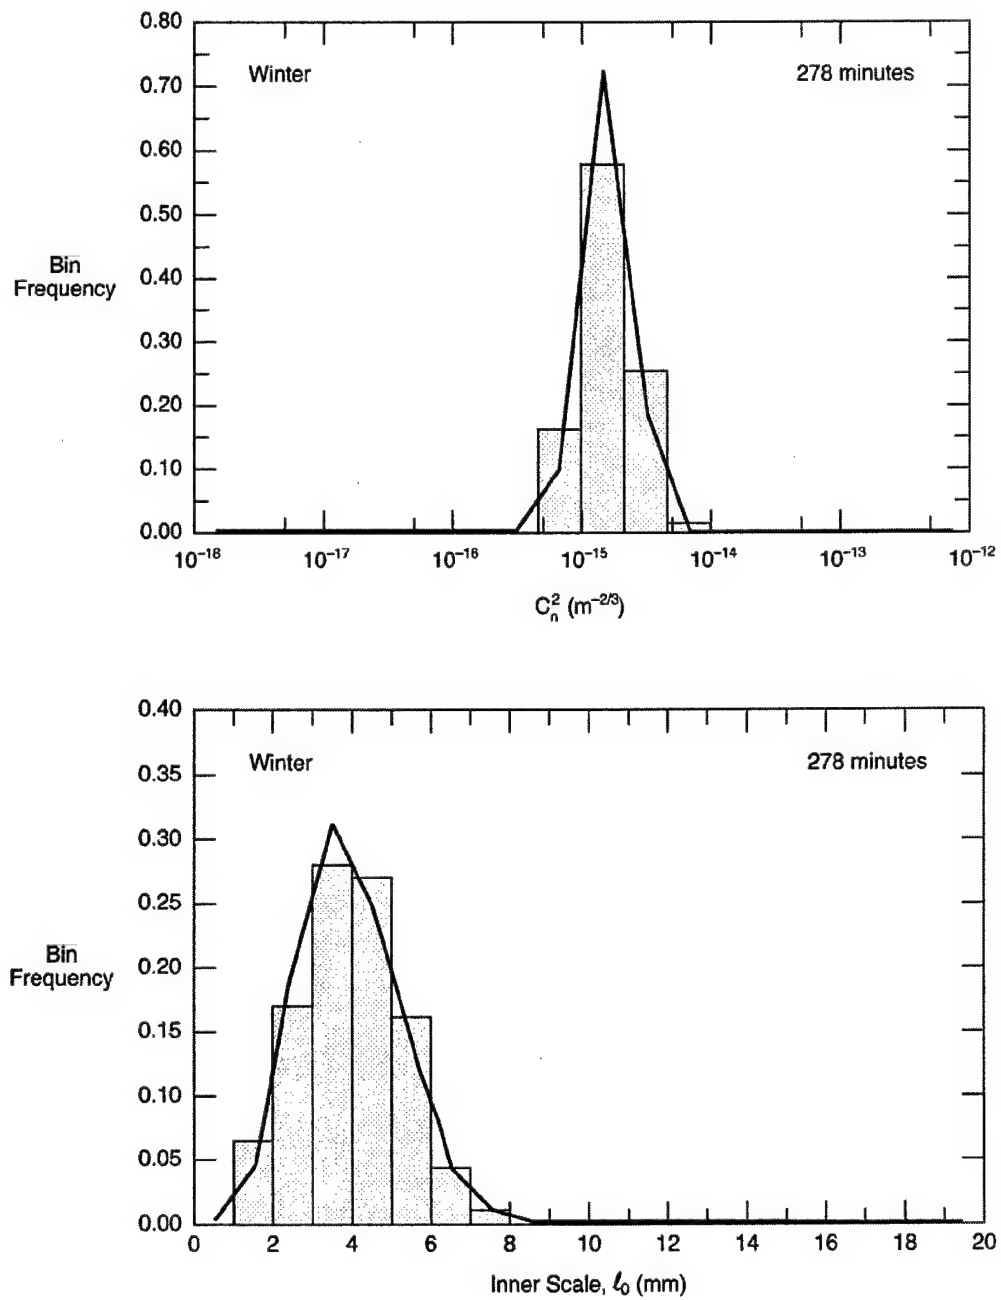 0.80
Winter 278 minutes
0.70
0.60
0.50
Bin
Frequency
0.40
0.30
0.20
0.10
0.00
10⁻¹⁸ 10⁻¹⁷ 10⁻¹⁶ 10⁻¹⁵ 10⁻¹⁴ 10⁻¹³ 10⁻¹²
Cₙ² (m⁻²ᐟ³)
0.40
Winter 278 minutes
0.35
0.30
0.25
Bin
Frequency
0.20
0.15
0.10
0.05
0.00
0 2 4 6 8 10 12 14 16 18 20
Inner Scale, ℓ₀ (mm)